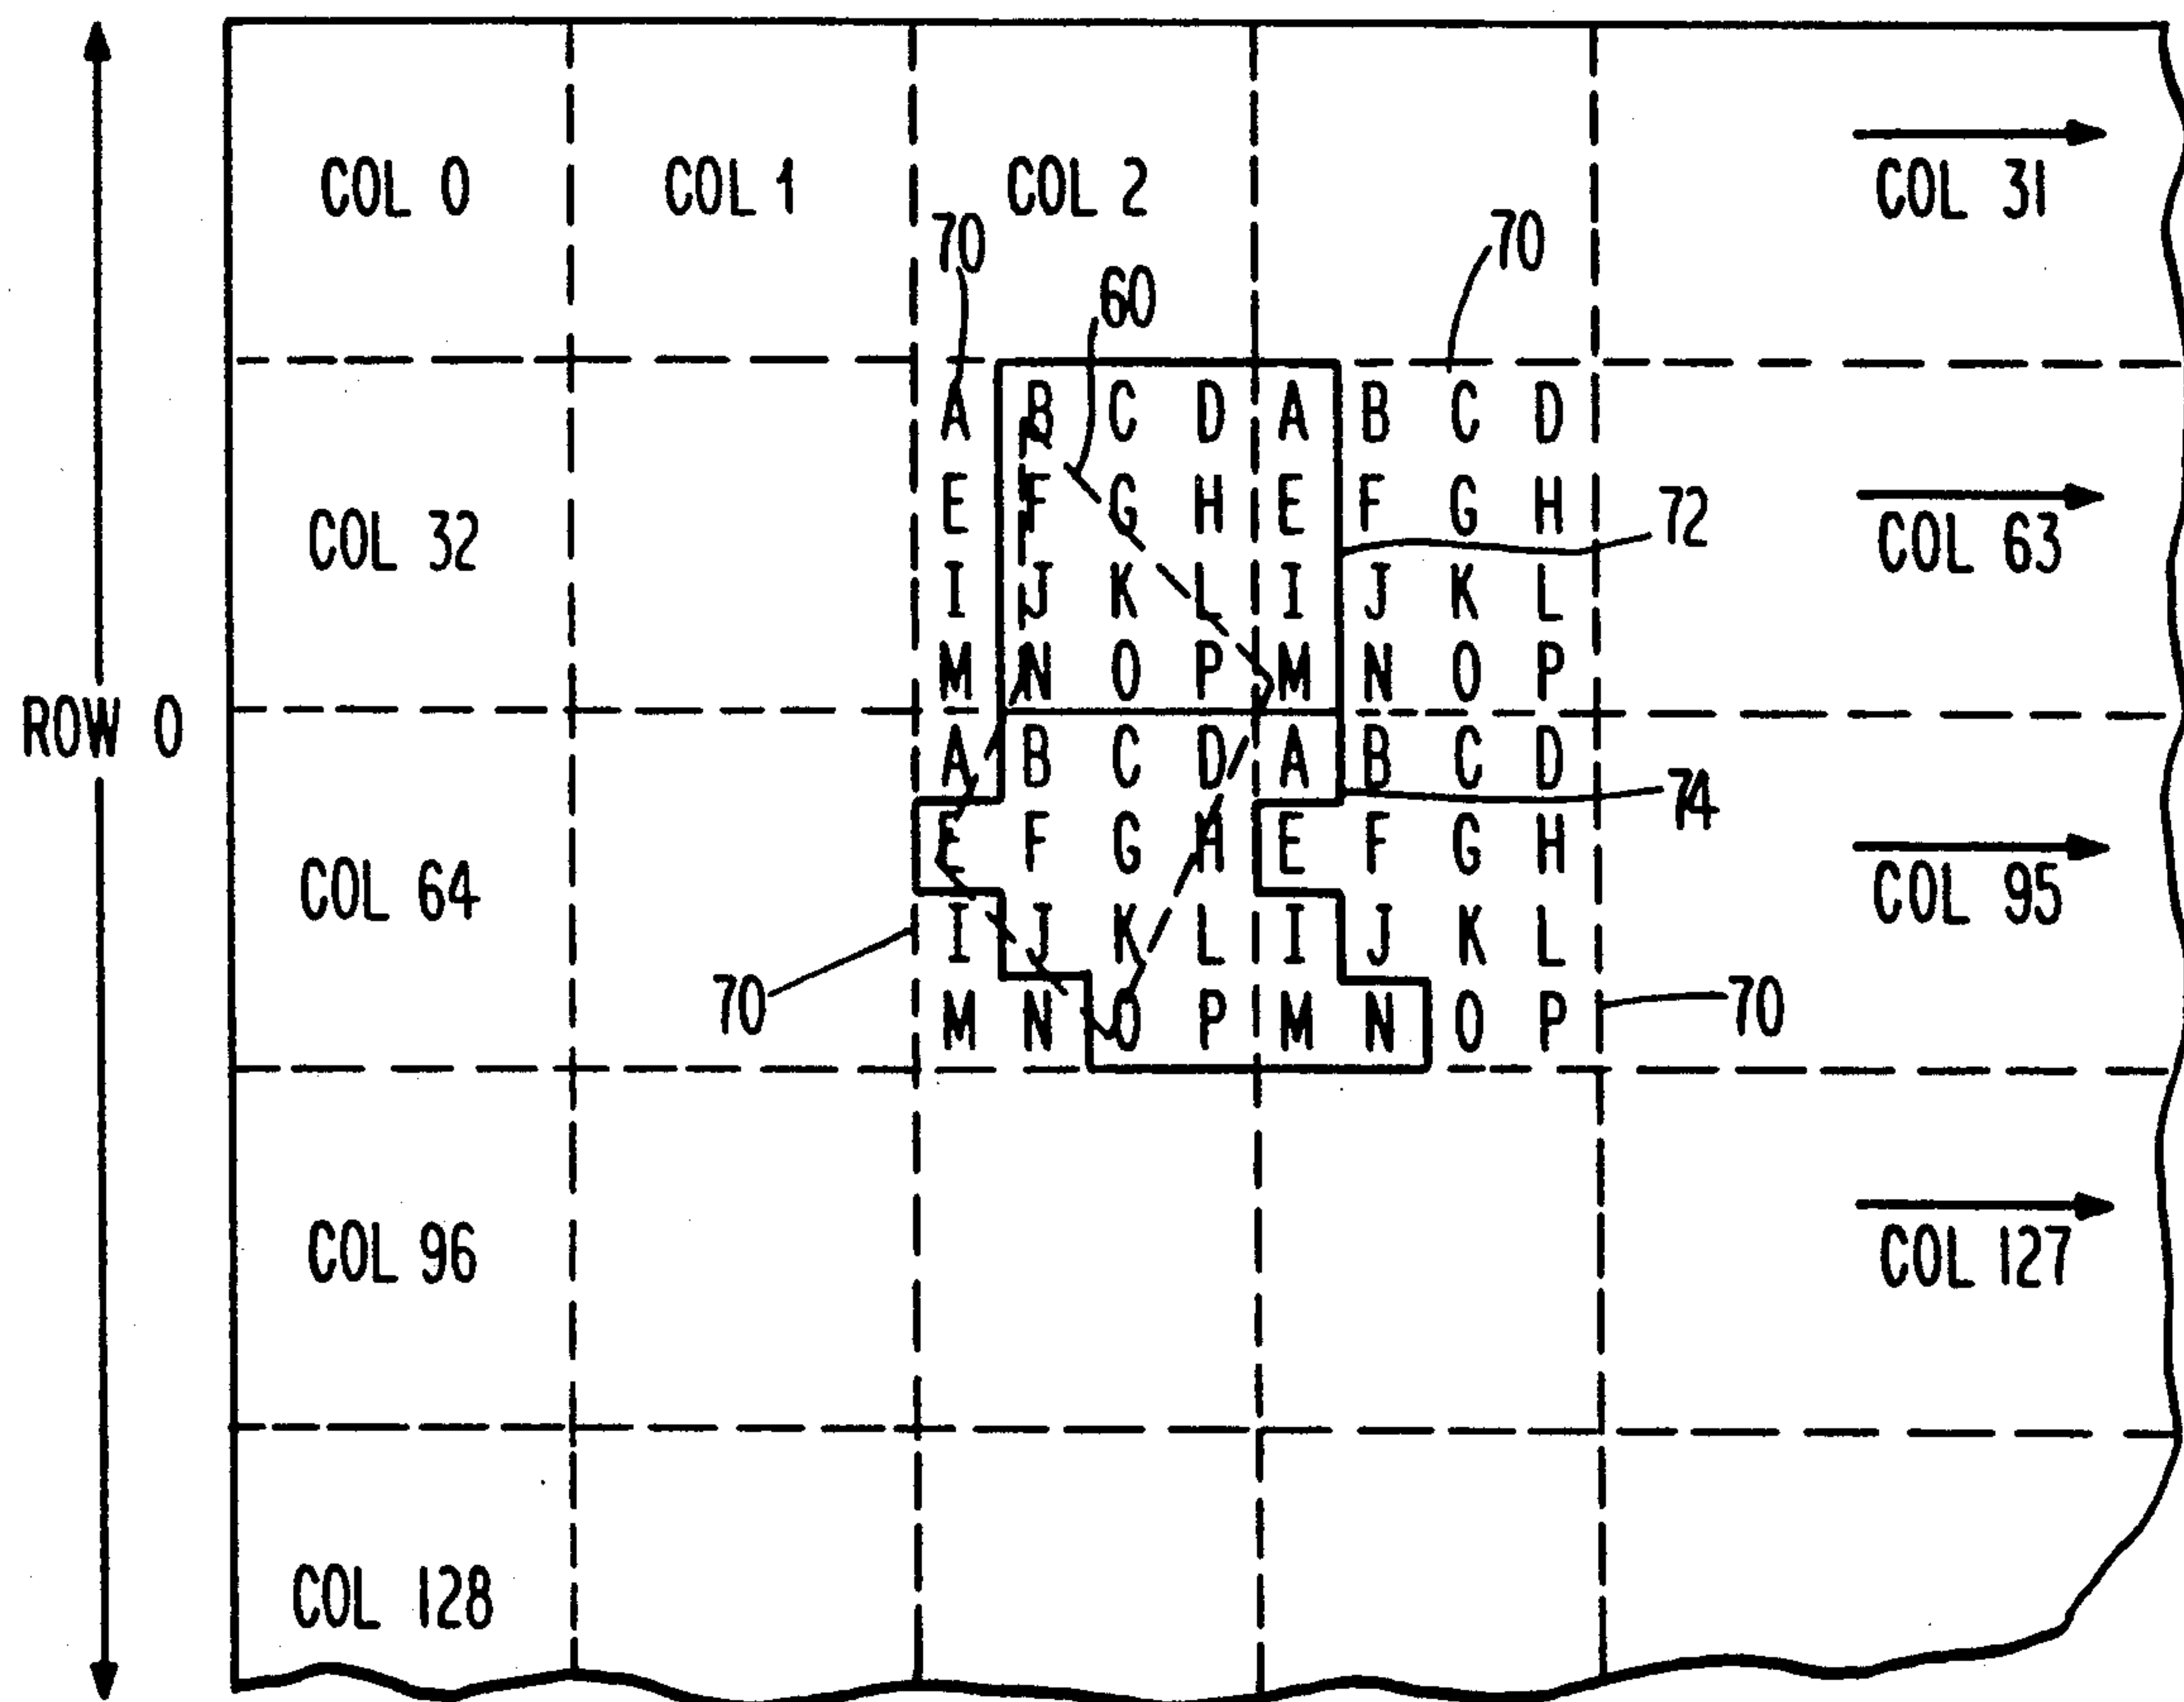 COL 0 COL 1 COL 2 COL 31
70 70
60
A B C D A B C D
E F G H E F G H
COL 32 72 COL 63
I J K L I J K L
M N O P M N O P
ROW 0
A B C D A B C D
74
E F G H E F G H
COL 64 COL 95
I J K L I J K L
70 70
M N O P M N O P
COL 96 COL 127
COL 128